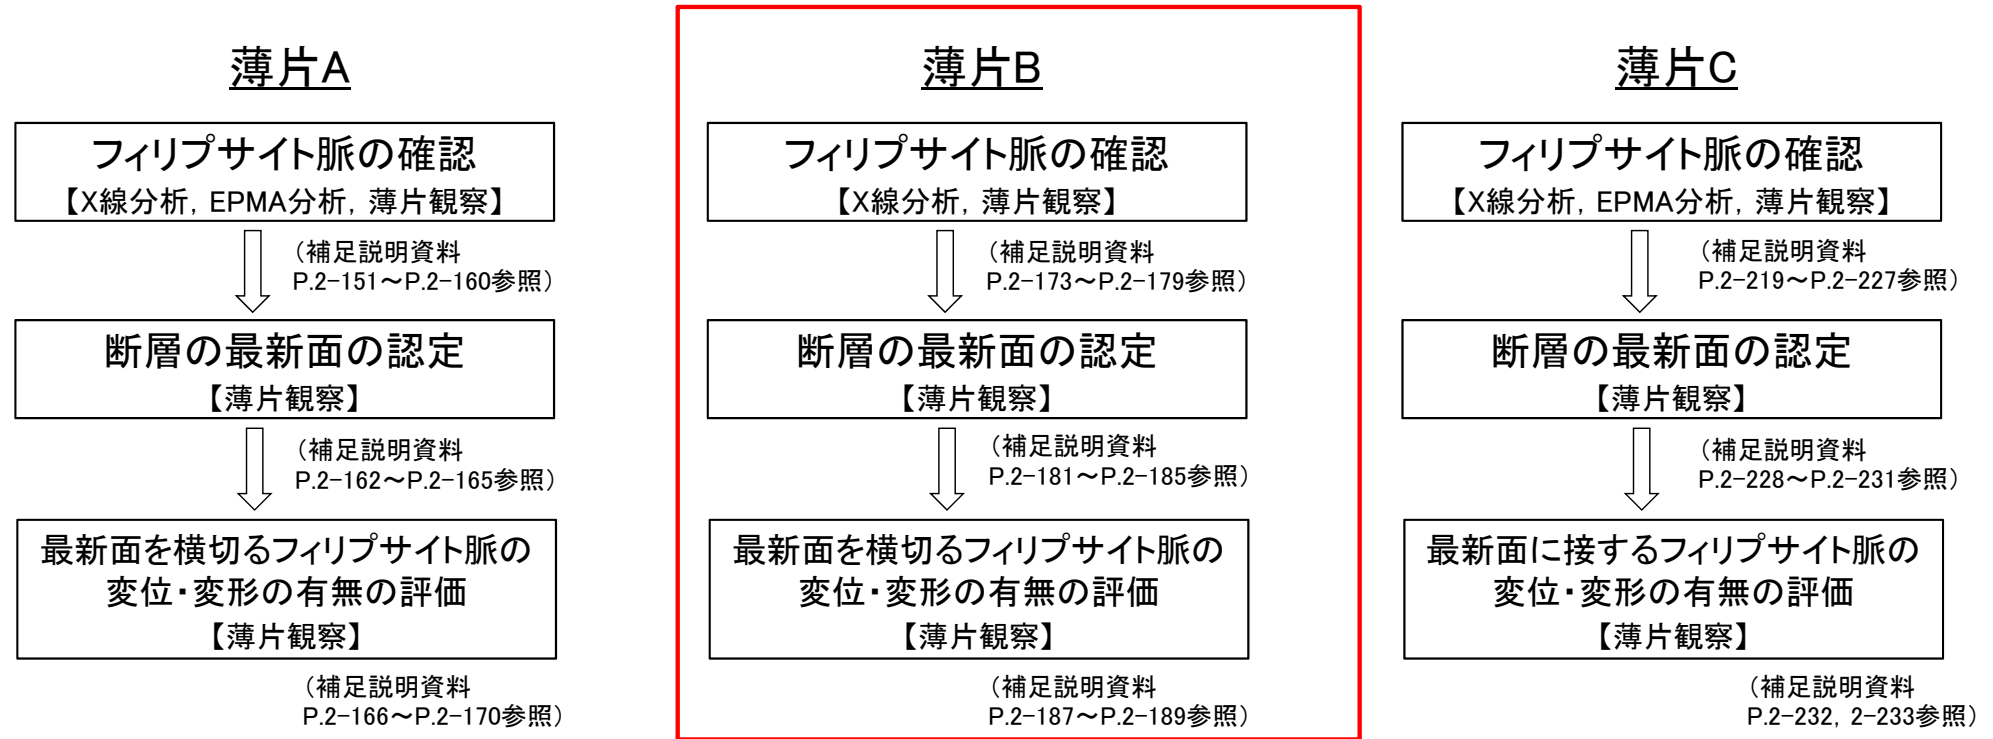 薄片A
フィリプサイト脈の確認
【X線分析, EPMA分析, 薄片観察】
(補足説明資料
P.2-151～P.2-160参照)
断層の最新面の認定
【薄片観察】
(補足説明資料
P.2-162～P.2-165参照)
最新面を横切るフィリプサイト脈の
変位・変形の有無の評価
【薄片観察】
(補足説明資料
P.2-166～P.2-170参照)
薄片B
フィリプサイト脈の確認
【X線分析, 薄片観察】
(補足説明資料
P.2-173～P.2-179参照)
断層の最新面の認定
【薄片観察】
(補足説明資料
P.2-181～P.2-185参照)
最新面を横切るフィリプサイト脈の
変位・変形の有無の評価
【薄片観察】
(補足説明資料
P.2-187～P.2-189参照)
薄片C
フィリプサイト脈の確認
【X線分析, EPMA分析, 薄片観察】
(補足説明資料
P.2-219～P.2-227参照)
断層の最新面の認定
【薄片観察】
(補足説明資料
P.2-228～P.2-231参照)
最新面に接するフィリプサイト脈の
変位・変形の有無の評価
【薄片観察】
(補足説明資料
P.2-232, 2-233参照)